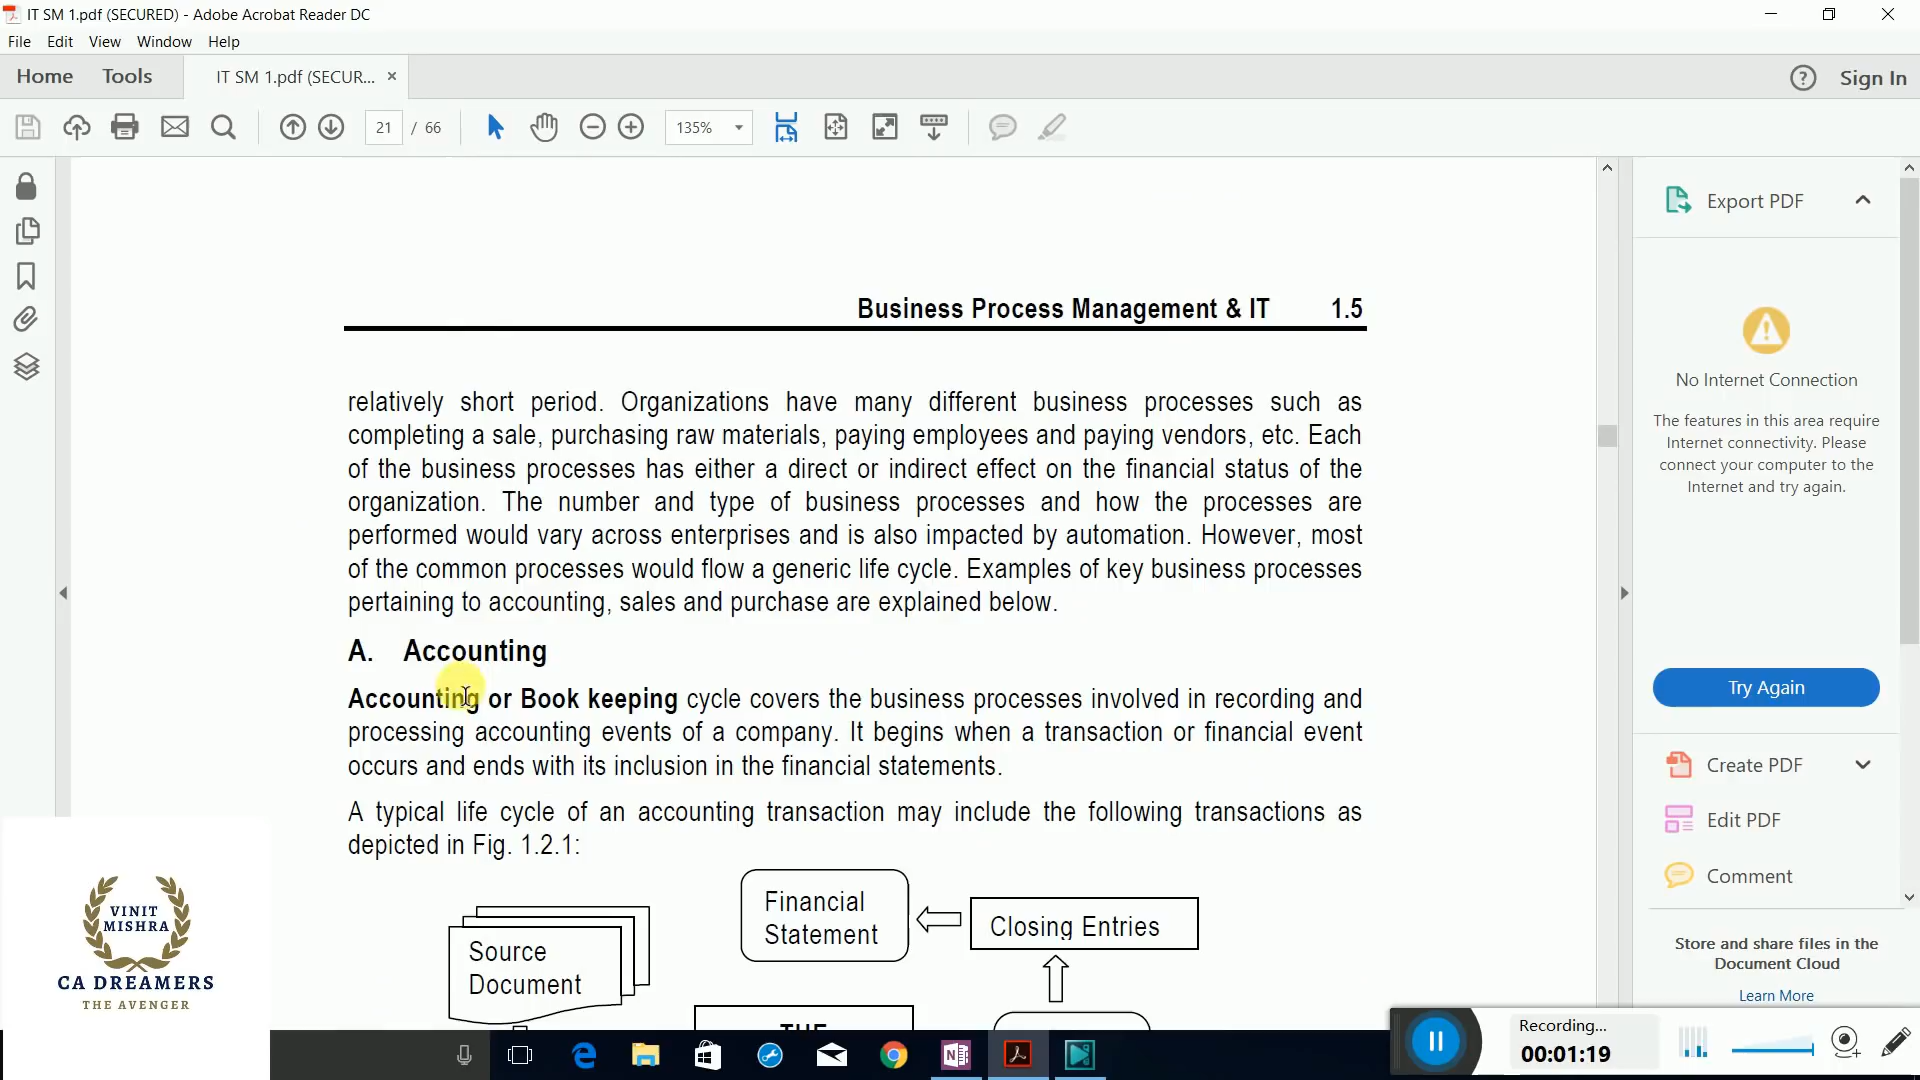 IT SM 1.pdf (SECURED) - Adobe Acrobat Reader DC
File Edit View Window Help
Home Tools IT SM 1.pdf (SECUR... × Sign In
21 / 66 135%
Business Process Management & IT 1.5
relatively short period. Organizations have many different business processes such as
completing a sale, purchasing raw materials, paying employees and paying vendors, etc. Each
of the business processes has either a direct or indirect effect on the financial status of the
organization. The number and type of business processes and how the processes are
performed would vary across enterprises and is also impacted by automation. However, most
of the common processes would flow a generic life cycle. Examples of key business processes
pertaining to accounting, sales and purchase are explained below.
A. Accounting
Accounting or Book keeping cycle covers the business processes involved in recording and
processing accounting events of a company. It begins when a transaction or financial event
occurs and ends with its inclusion in the financial statements.
A typical life cycle of an accounting transaction may include the following transactions as
depicted in Fig. 1.2.1:
Financial
Statement
Closing Entries
Source
Document
THE
Export PDF
No Internet Connection
The features in this area require
Internet connectivity. Please
connect your computer to the
Internet and try again.
Try Again
Create PDF
Edit PDF
Comment
Store and share files in the
Document Cloud
Learn More
VINIT
MISHRA
CA DREAMERS
THE AVENGER
Recording...
00:01:19